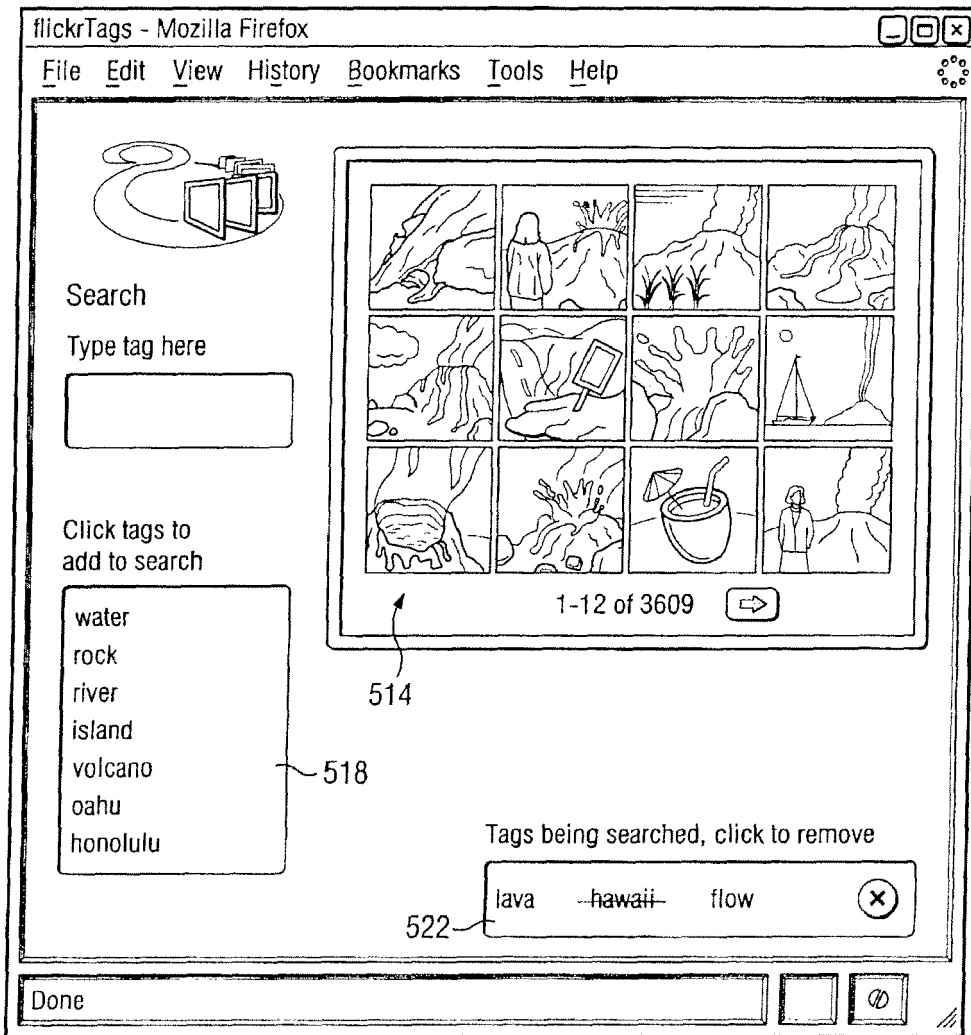 flickrTags - Mozilla Firefox
File Edit View History Bookmarks Tools Help
Search
Type tag here
Click tags to
add to search
water
rock
river
island
volcano
oahu
honolulu
518
1-12 of 3609
514
Tags being searched, click to remove
lava hawaii flow
522
Done